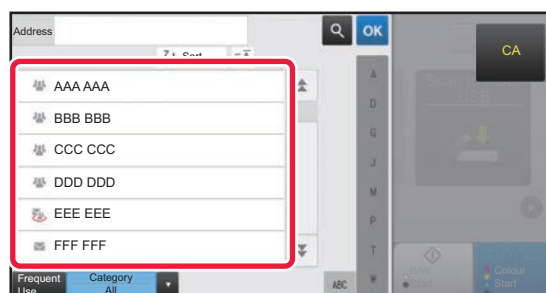 Address
OK
CA
Sort
AAA AAA
BBB BBB
CCC CCC
DDD DDD
EEE EEE
FFF FFF
A
D
G
J
M
P
T
W
ABC
Frequent
Use
Category
All
USB
B/W
Start
Colour
Start